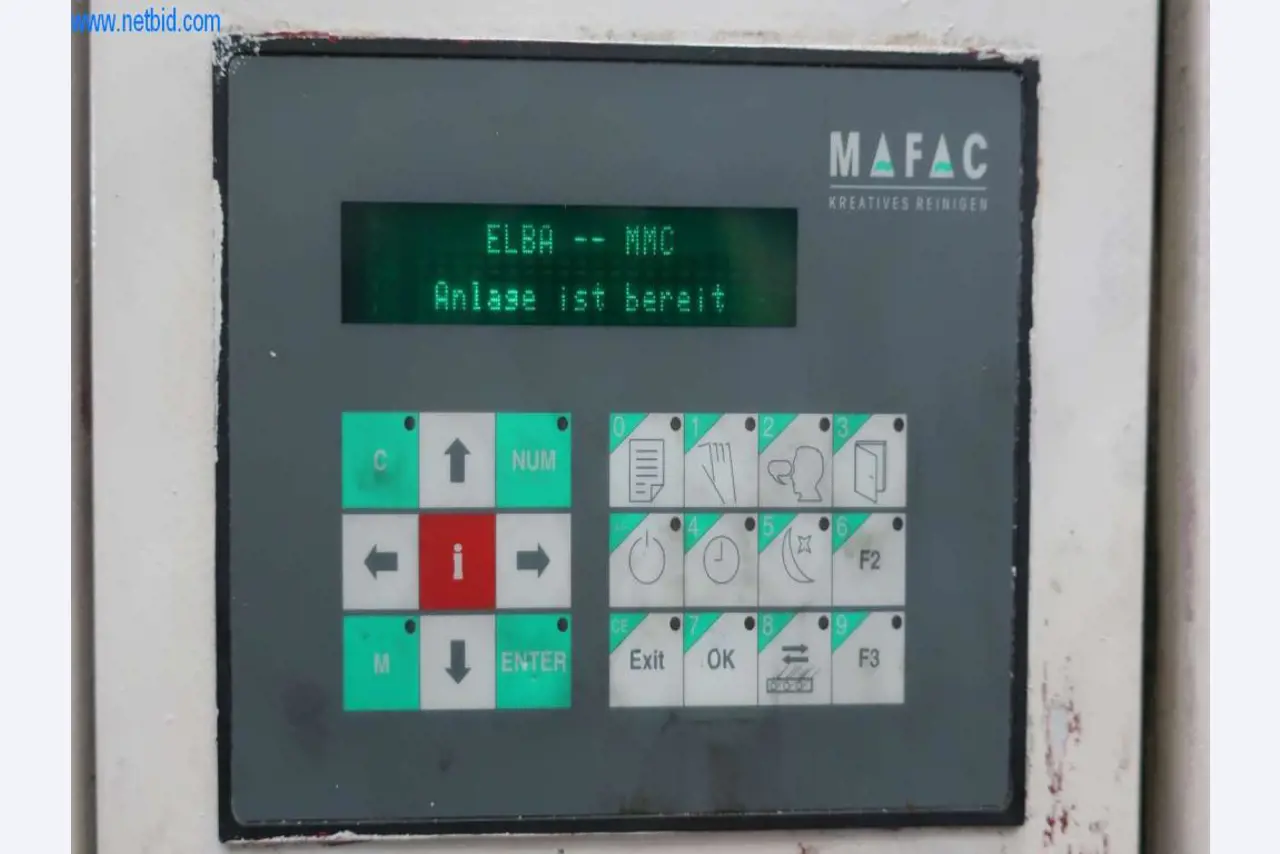 www.netbid.com
MAFAC
KREATIVES REINIGEN
ELBA -- MMC
Anlage ist bereit
C
NUM
i
M
ENTER
0
1
2
3
4
5
6
F2
CE
Exit
7
OK
8
9
F3